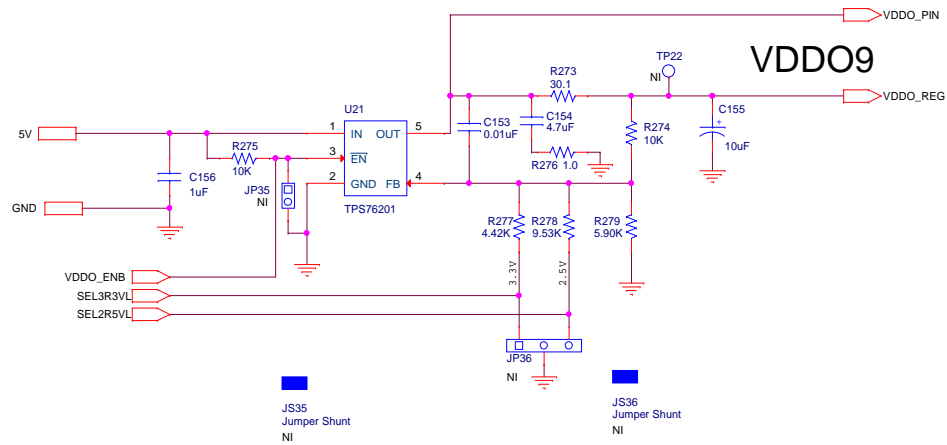 VDDO_PIN
VDDO9
TP22
NI
R273
30.1
VDDO_REG
U21
C155
+
10uF
5V
1 IN OUT 5
C153
0.01uF
C154
4.7uF
R274
10K
R275
10K
3 EN
R276 1.0
C156
1uF
JP35
NI
2 GND FB 4
TPS76201
GND
R277
4.42K
R278
9.53K
R279
5.90K
3.3V
2.5V
VDDO_ENB
SEL3R3VL
SEL2R5VL
JP36
NI
JS35
Jumper Shunt
NI
JS36
Jumper Shunt
NI